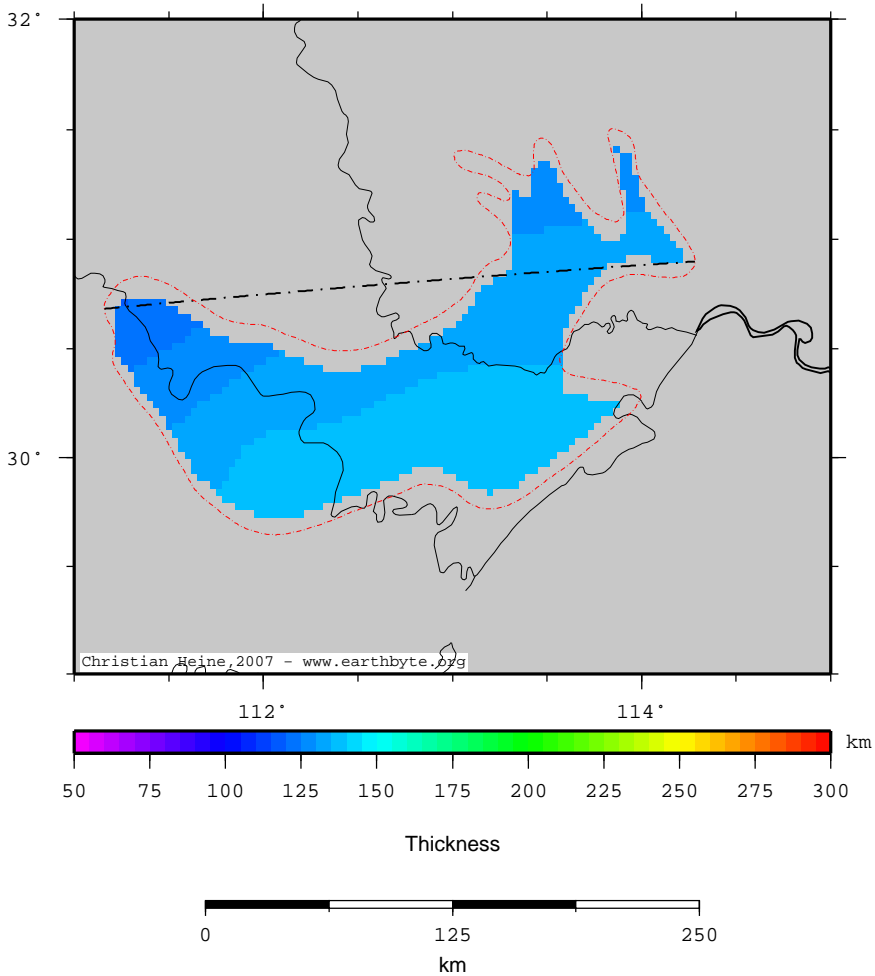 32°
30°
Christian Heine,2007 - www.earthbyte.org
112° 114°
km
50 75 100 125 150 175 200 225 250 275 300
Thickness
0 125 250
km